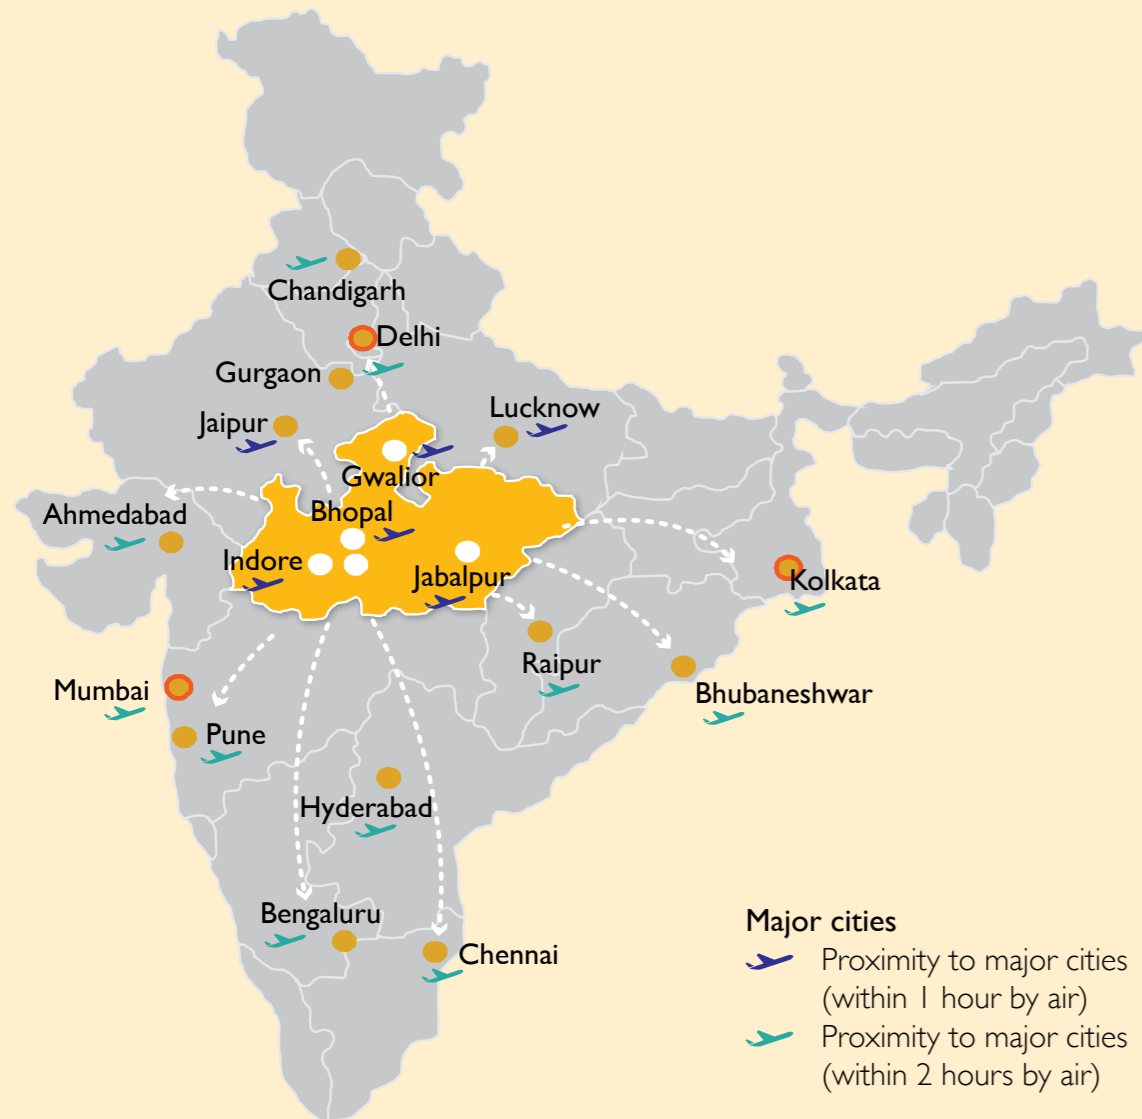 Chandigarh
Delhi
Gurgaon
Jaipur
Lucknow
Gwalior
Ahmedabad
Bhopal
Indore
Jabalpur
Kolkata
Raipur
Mumbai
Bhubaneshwar
Pune
Hyderabad
Bengaluru
Chennai
Major cities
Proximity to major cities
(within 1 hour by air)
Proximity to major cities
(within 2 hours by air)